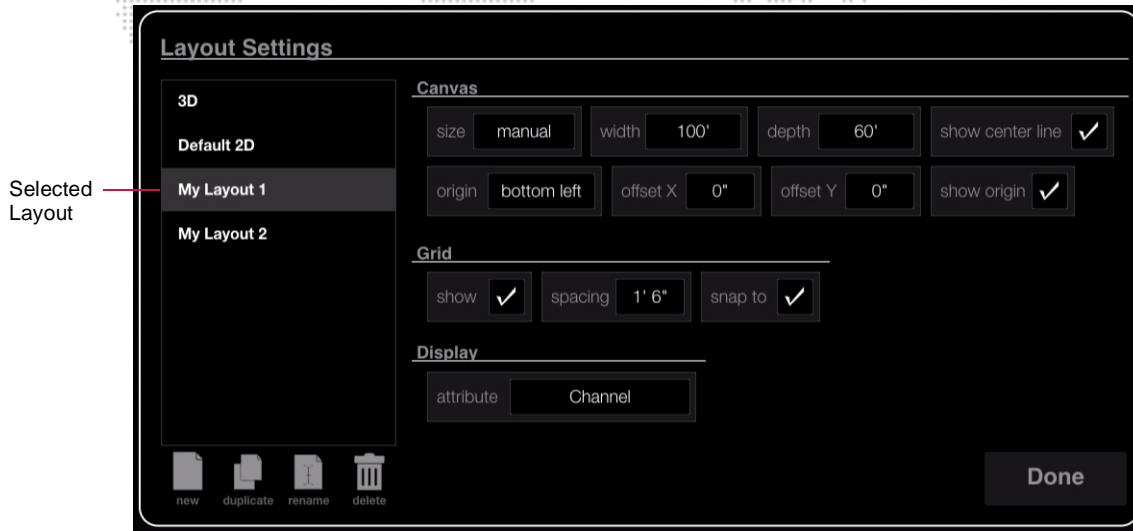 Layout Settings
3D
Default 2D
My Layout 1
My Layout 2
Selected
Layout
new duplicate rename delete
Canvas
size manual width 100' depth 60' show center line
origin bottom left offset X 0" offset Y 0" show origin
Grid
show spacing 1' 6" snap to
Display
attribute Channel
Done